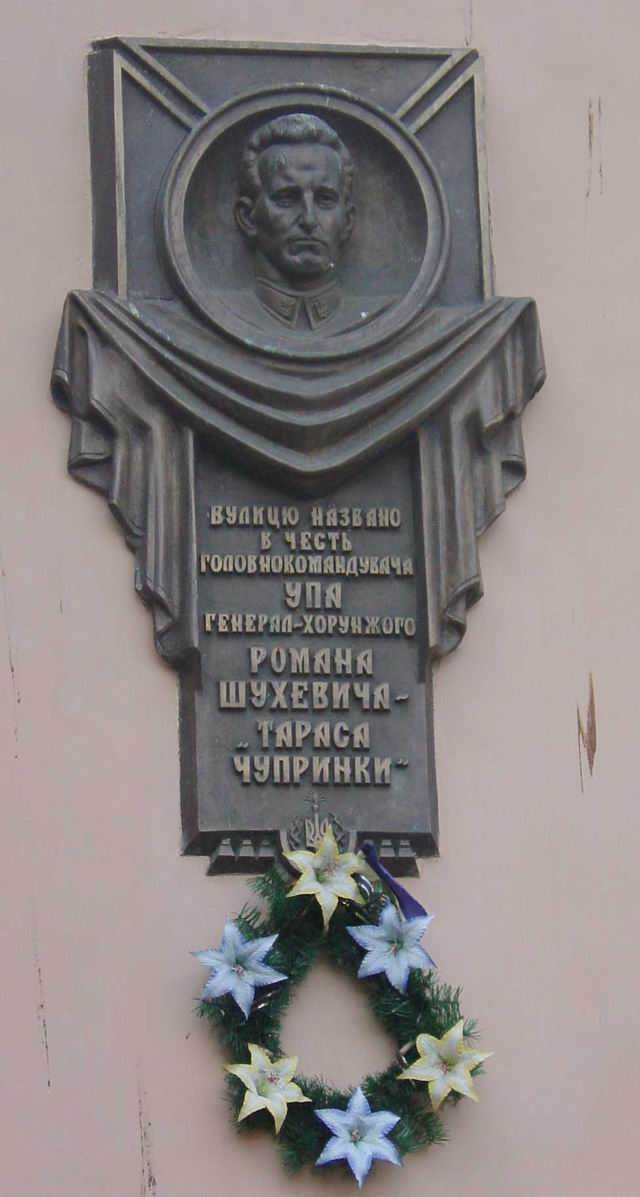 ВУЛИЦЮ НАЗВАНО
В ЧЕСТЬ
ГОЛОВНОКОМАНДУВАЧА
УПА
ГЕНЕРАЛ-ХОРУНЖОГО
РОМАНА
ШУХЕВИЧА-
„ТАРАСА
ЧУПРИНКИ"